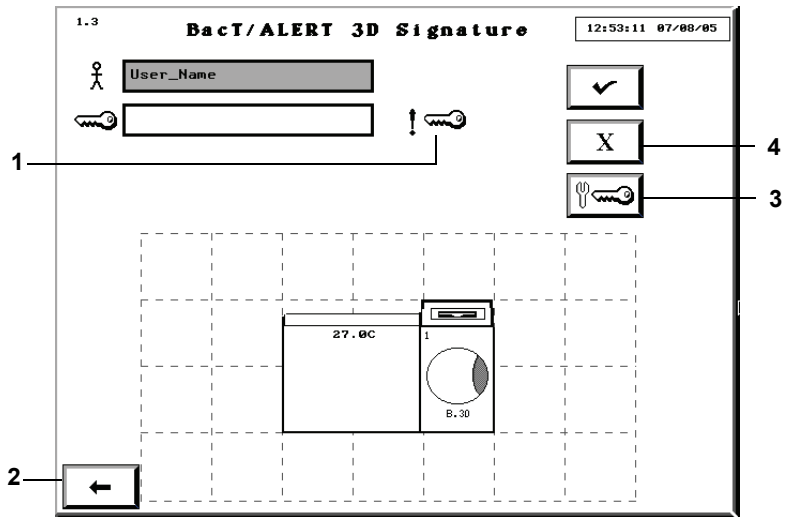 1.3
BacT/ALERT 3D Signature
12:53:11 07/08/05
User_Name
X
1
4
3
27.0C
1
B.3D
2